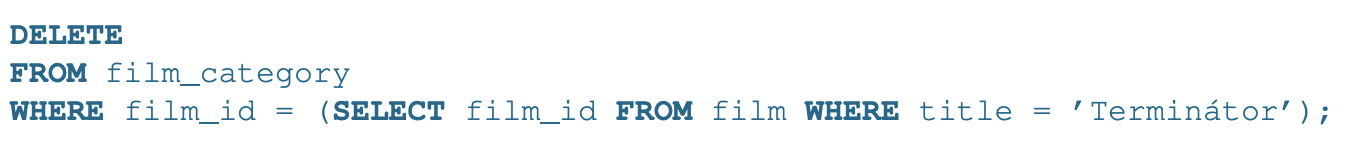 DELETE
FROM film_category
WHERE film_id = (SELECT film_id FROM film WHERE title = ’Terminátor’);